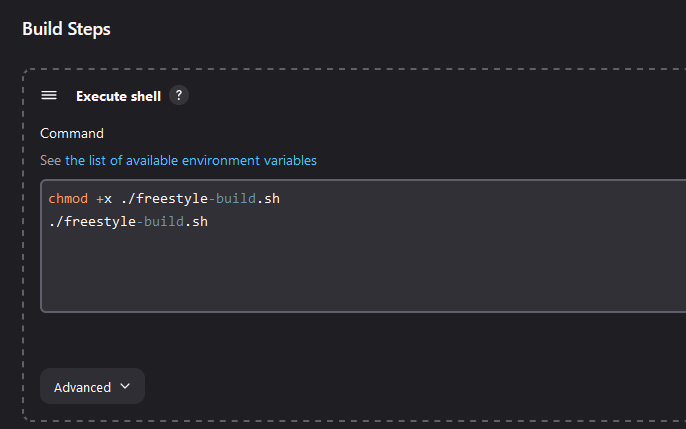 Build Steps
Execute shell ?
Command
See the list of available environment variables
chmod +x ./freestyle-build.sh
./freestyle-build.sh
Advanced